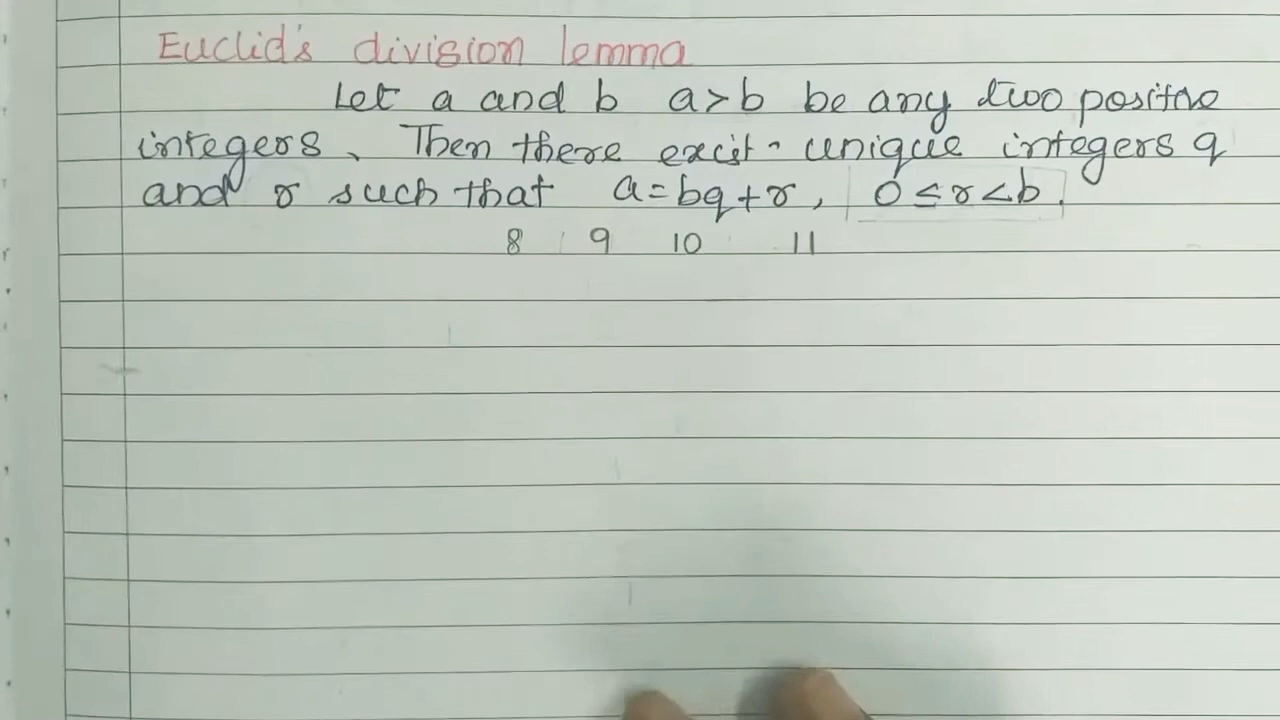 Euclid's division lemma
Let a and b a>b be any two positive
integers. Then there excist unique integers q
and r such that a=bq+r, 0≤r<b.
8 9 10 11